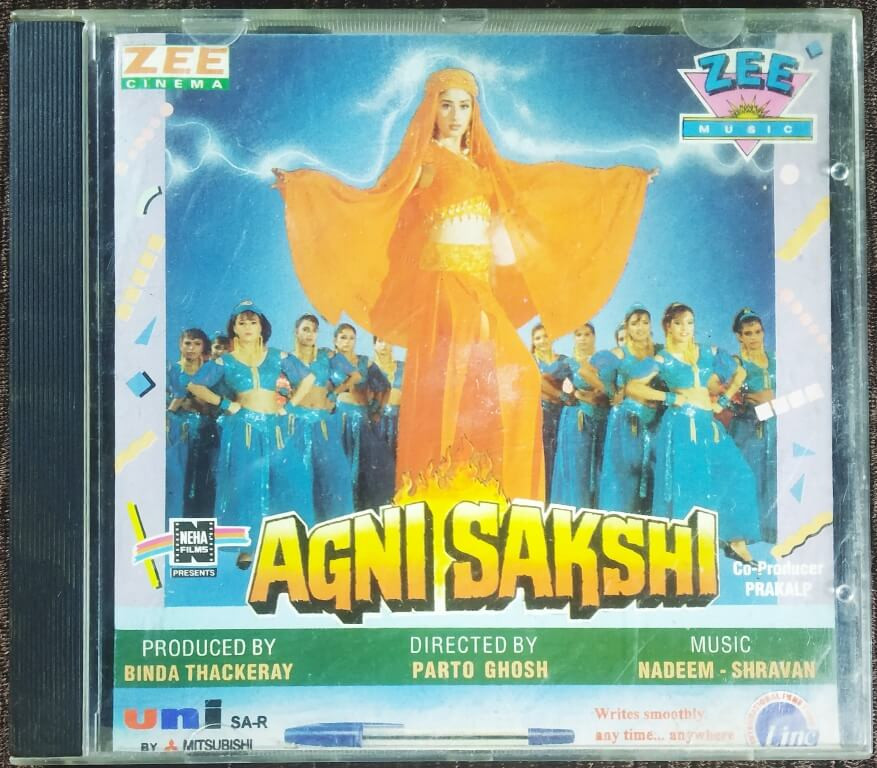 ZEE
CINEMA
ZEE
MUSIC
NEHA
FILMS
PRESENTS
AGNI SAKSHI
Co-Producer
PRAKALP
PRODUCED BY
BINDA THACKERAY
DIRECTED BY
PARTO GHOSH
MUSIC
NADEEM - SHRAVAN
uni SA-R
BY MITSUBISHI
Writes smoothly
any time... anywhere
Linc